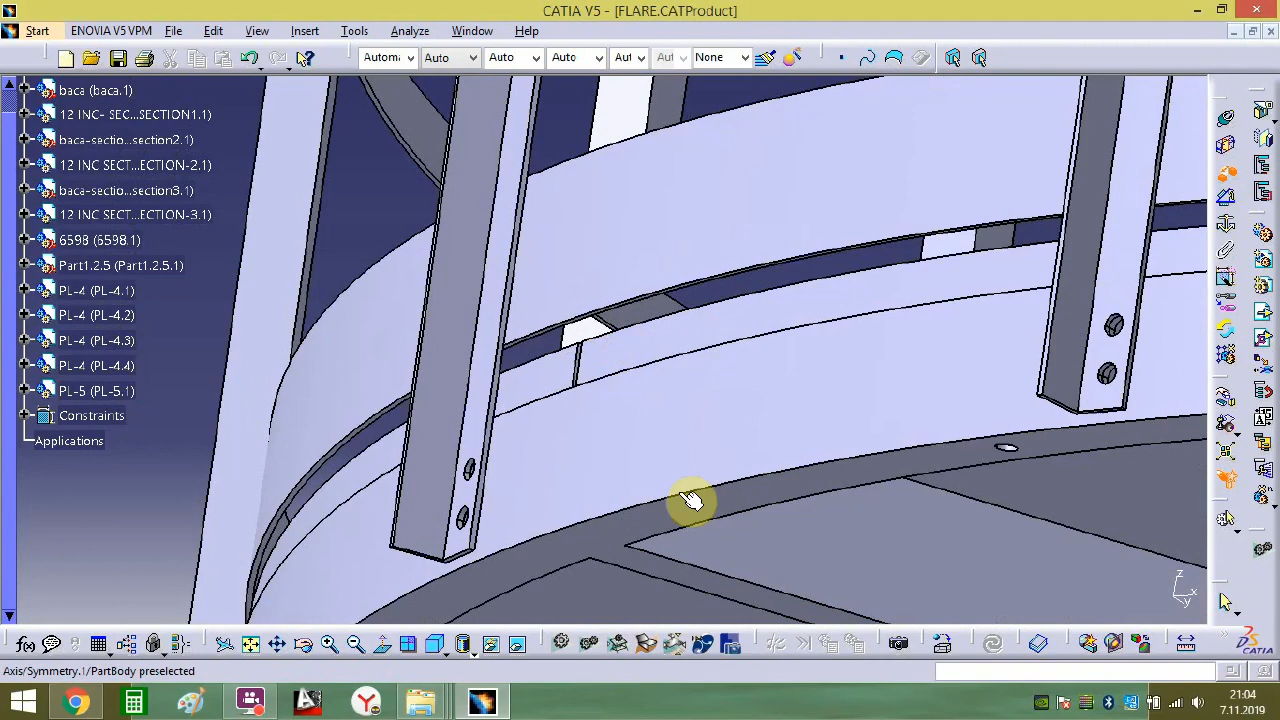 CATIA V5 - [FLARE.CATProduct]
Start ENOVIA V5 VPM File Edit View Insert Tools Analyze Window Help
Automa Auto Auto Auto Aut Aut None
baca (baca.1)
12 INC- SEC...SECTION1.1)
baca-sectio...section2.1)
12 INC SECT...ECTION-2.1)
baca-sectio...section3.1)
12 INC SECT...ECTION-3.1)
6598 (6598.1)
Part1.2.5 (Part1.2.5.1)
PL-4 (PL-4.1)
PL-4 (PL-4.2)
PL-4 (PL-4.3)
PL-4 (PL-4.4)
PL-5 (PL-5.1)
Constraints
Applications
z
x
y
CATIA
Axis/Symmetry.1/PartBody preselected
21:04
7.11.2019